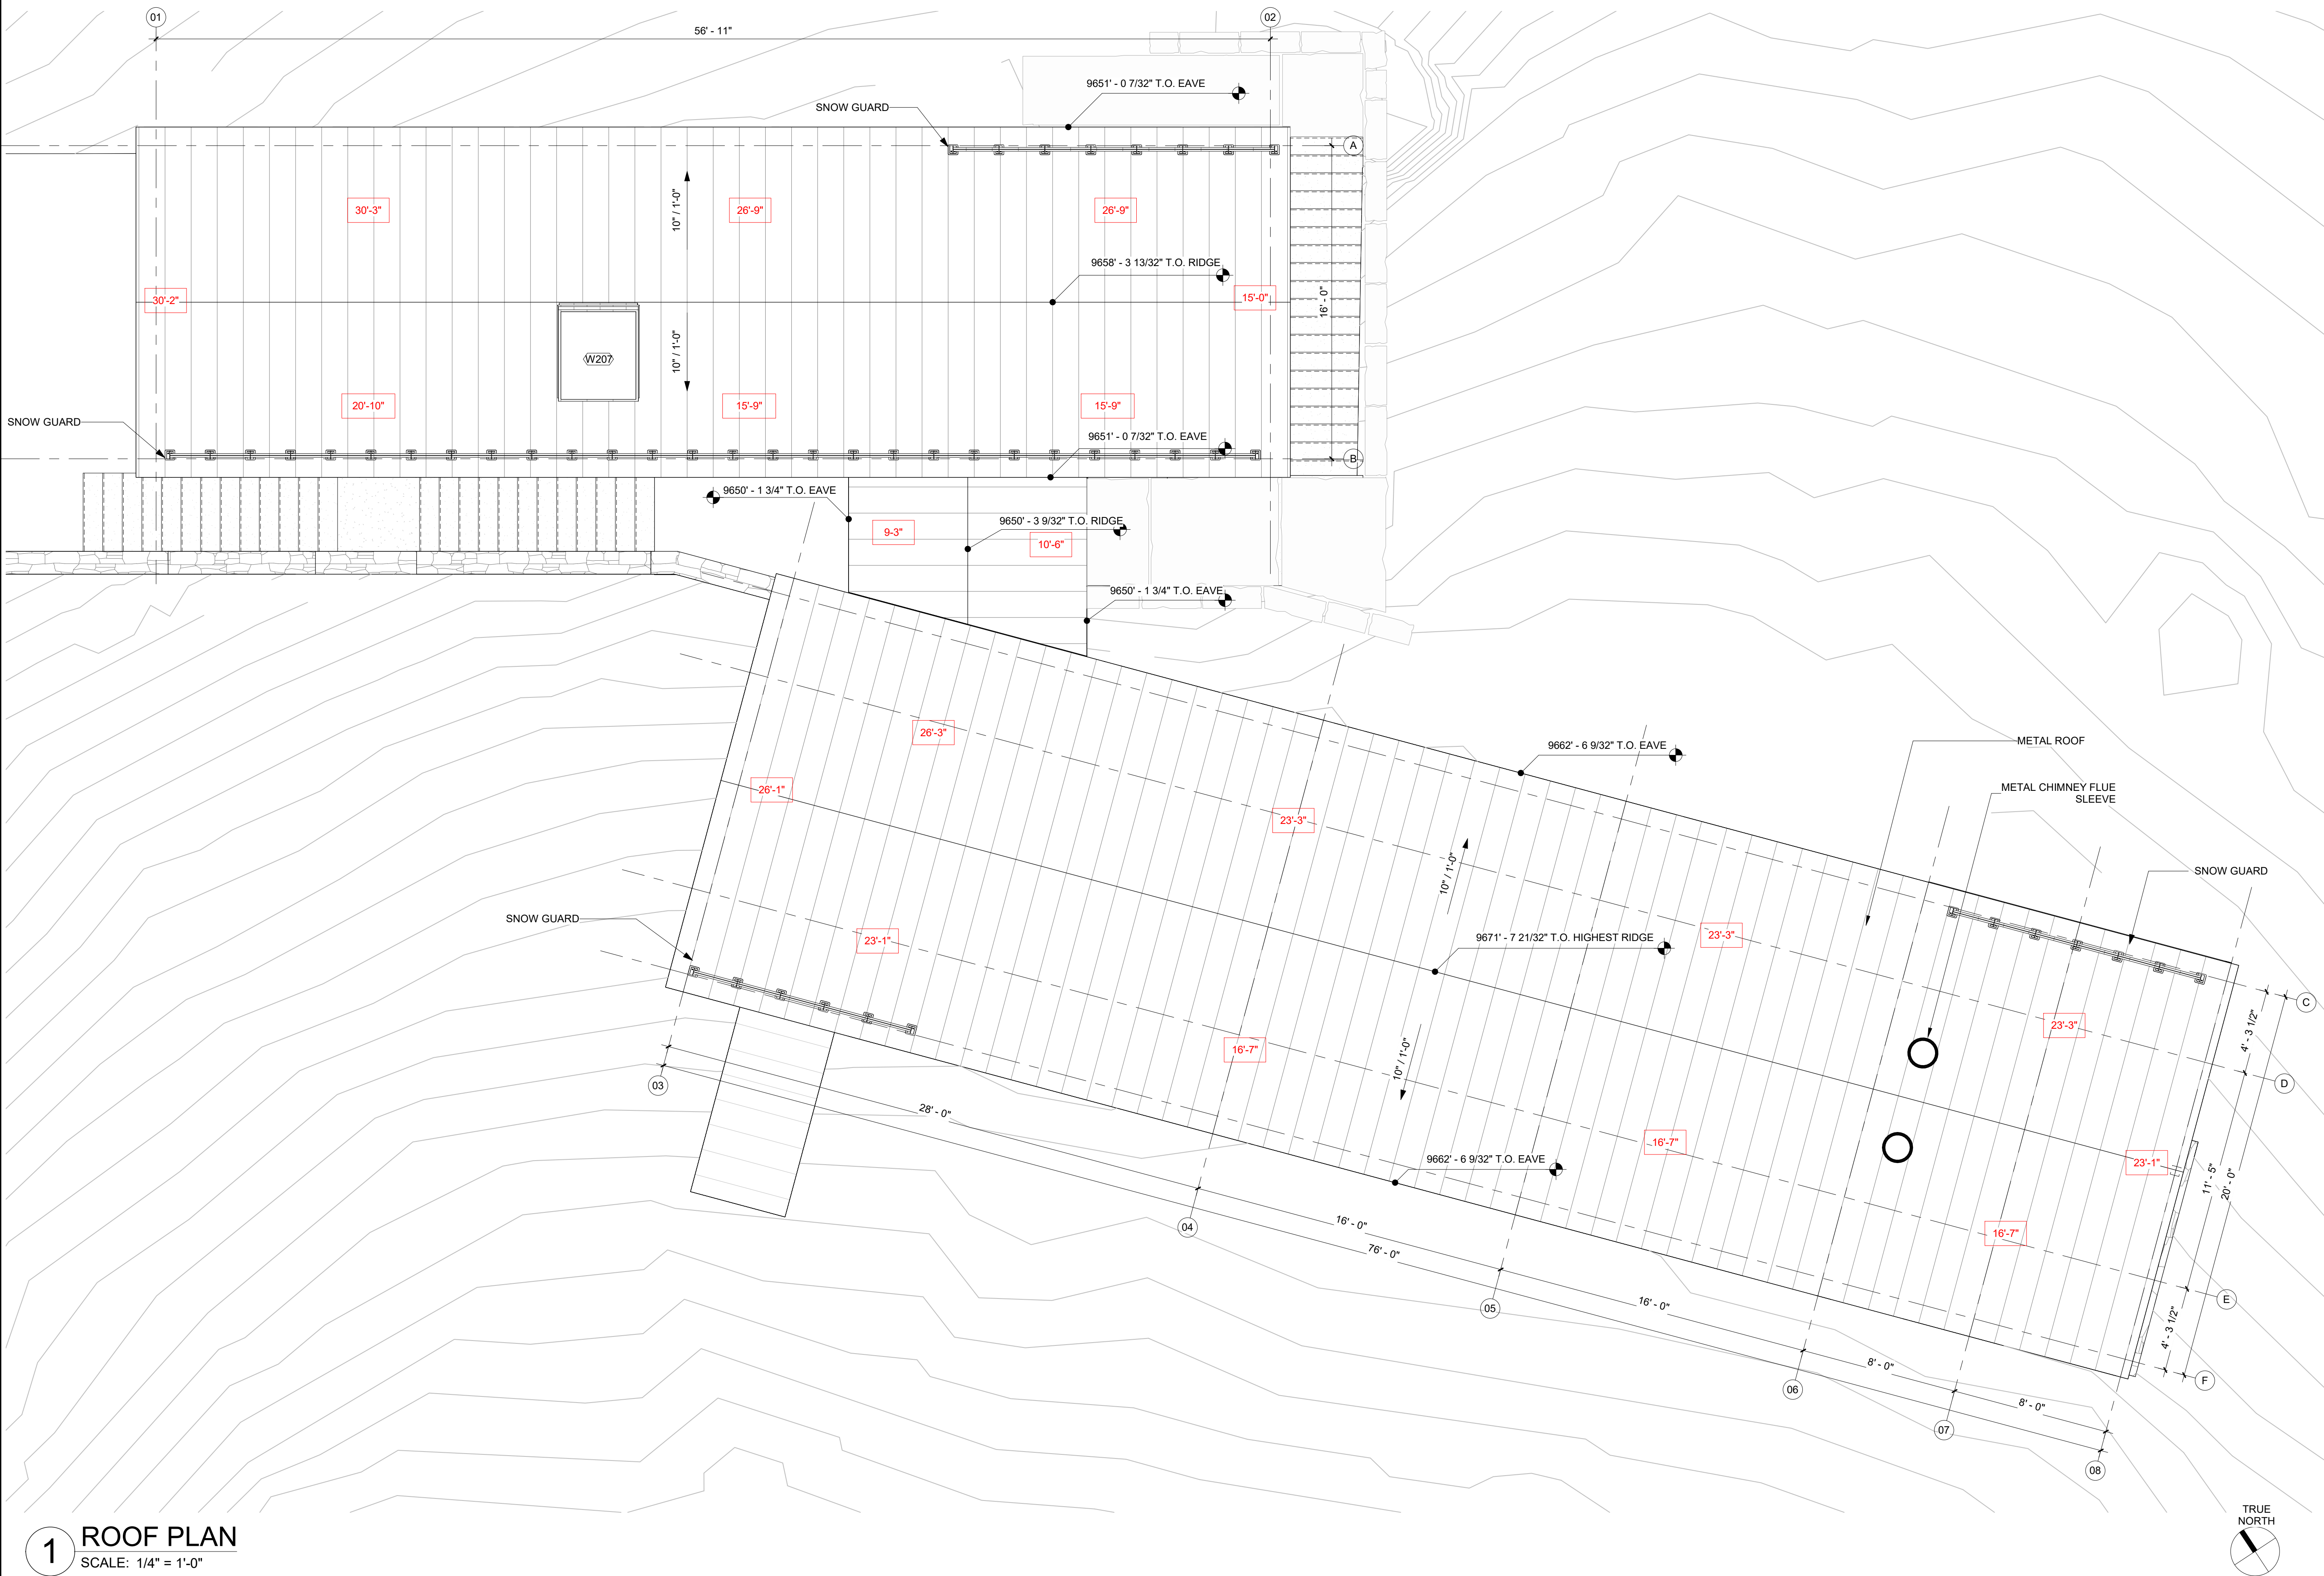 01
02
56' - 11"
9651' - 0 7/32" T.O. EAVE
SNOW GUARD
A
30'-3"
10" / 1'-0"
26'-9"
26'-9"
9658' - 3 13/32" T.O. RIDGE
30'-2"
15'-0"
16' - 0"
10" / 1'-0"
W207
20'-10"
15'-9"
15'-9"
SNOW GUARD
9651' - 0 7/32" T.O. EAVE
B
9650' - 1 3/4" T.O. EAVE
9650' - 3 9/32" T.O. RIDGE
9-3"
10'-6"
9650' - 1 3/4" T.O. EAVE
26'-3"
9662' - 6 9/32" T.O. EAVE
METAL ROOF
26'-1"
METAL CHIMNEY FLUE
SLEEVE
23'-3"
10" / 1'-0"
SNOW GUARD
SNOW GUARD
23'-1"
9671' - 7 21/32" T.O. HIGHEST RIDGE
23'-3"
C
23'-3"
4' - 3 1/2"
16'-7"
10" / 1'-0"
03
D
28' - 0"
16'-7"
9662' - 6 9/32" T.O. EAVE
23'-1"
11' - 5"
20' - 0"
04
16' - 0"
16'-7"
76' - 0"
E
05
16' - 0"
4' - 3 1/2"
8' - 0"
F
06
8' - 0"
07
08
TRUE
NORTH
1
ROOF PLAN
SCALE: 1/4" = 1'-0"